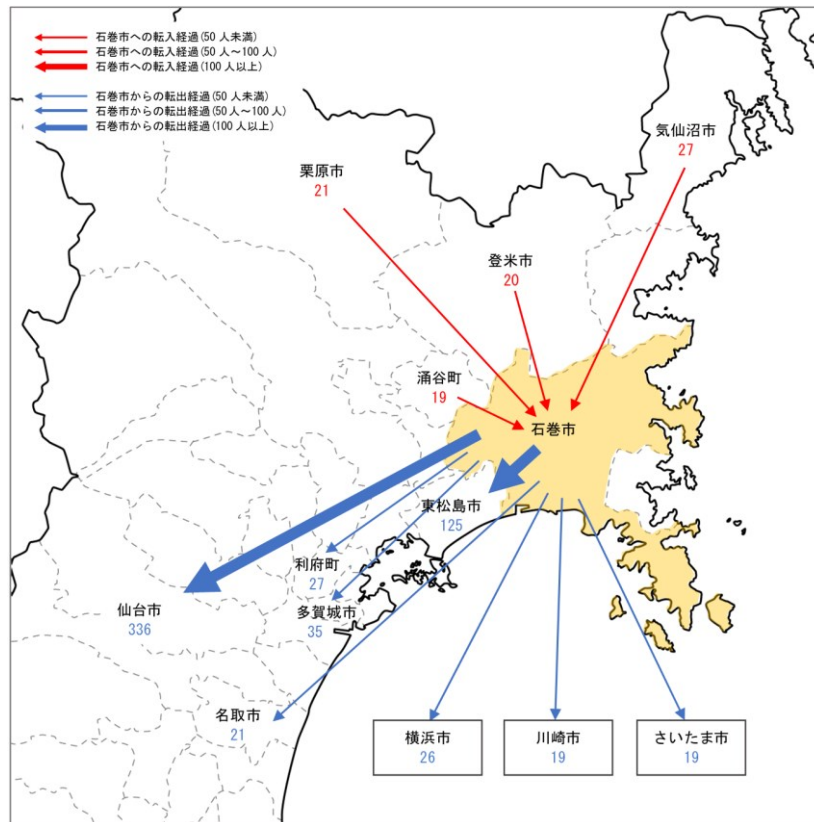 石巻市への転入経過(50人未満)
石巻市への転入経過(50人～100人)
石巻市への転入経過(100人以上)
石巻市からの転出経過(50人未満)
石巻市からの転出経過(50人～100人)
石巻市からの転出経過(100人以上)
気仙沼市
27
栗原市
21
登米市
20
涌谷町
19
石巻市
東松島市
125
利府町
27
仙台市
336
多賀城市
35
名取市
21
横浜市
26
川崎市
19
さいたま市
19